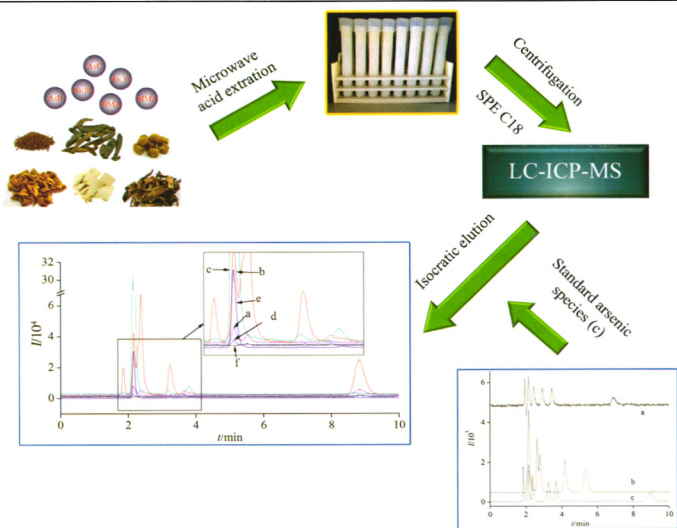 Microwave
acid extration
Centrifugation
SPE C18
LC-ICP-MS
Isocratic elution
Standard arsenic
species (c)
32
30
6
4
2
0
I/10⁴
c
b
e
a
d
f
0
2
4
6
8
10
t/min
6
4
2
0
a
b
c
0
2
4
6
8
10
t/min